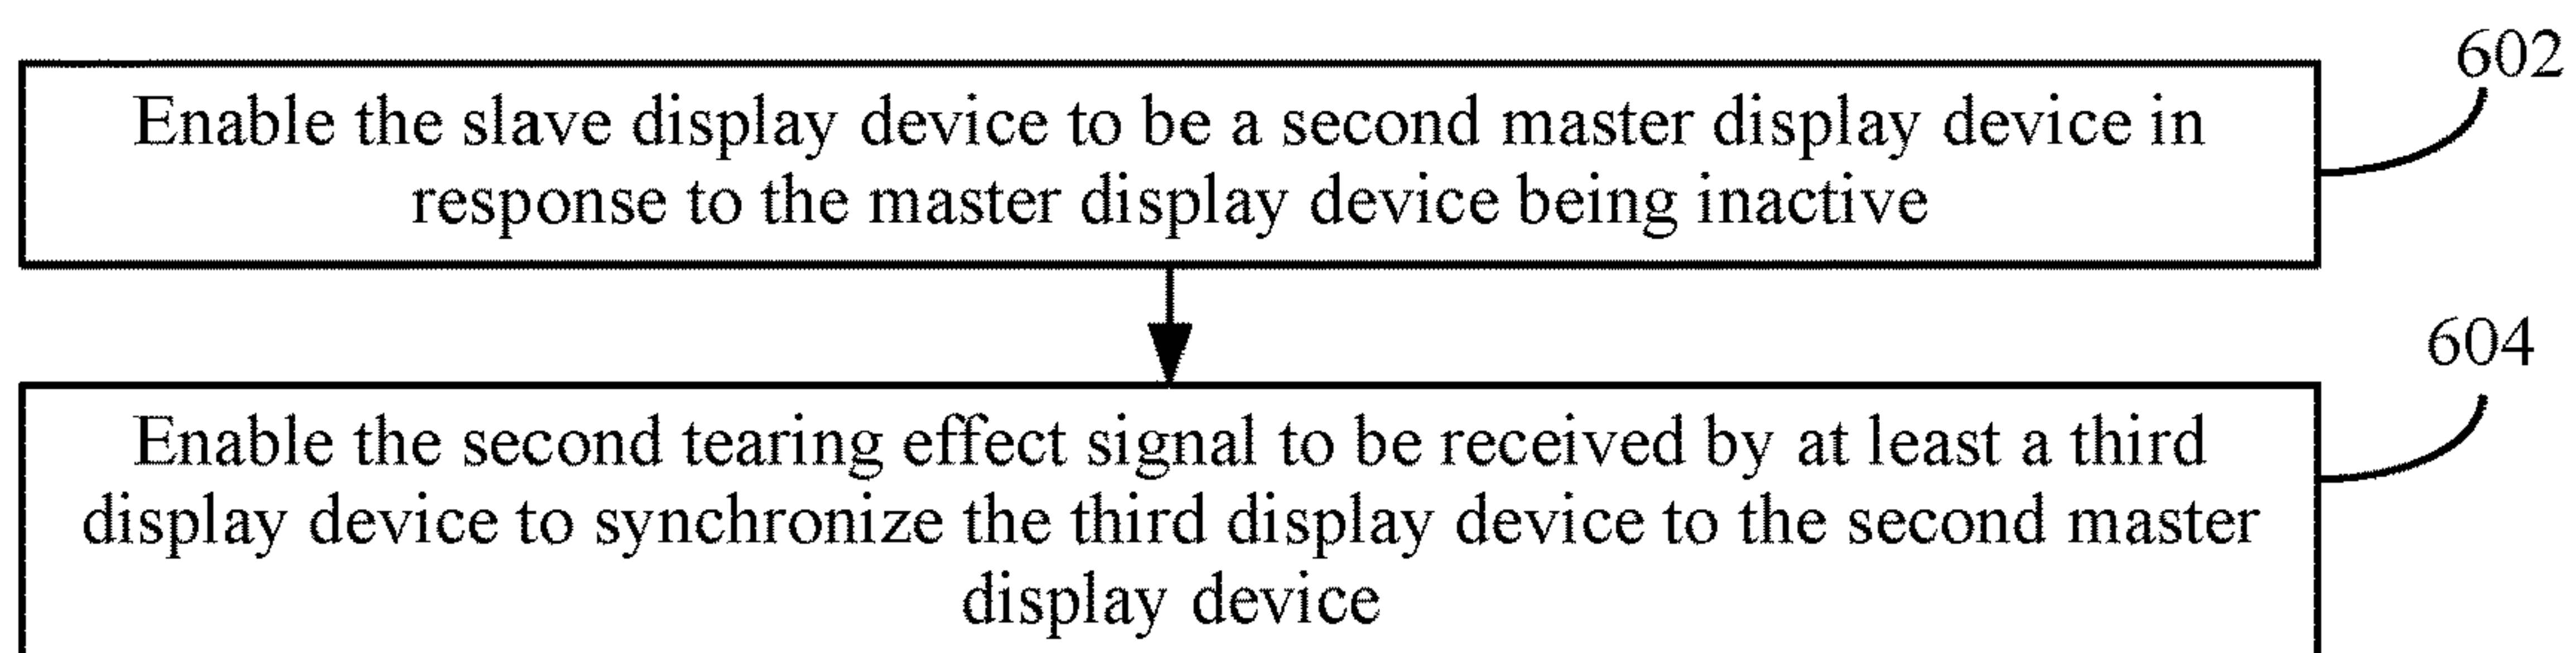 602
Enable the slave display device to be a second master display device in
response to the master display device being inactive
604
Enable the second tearing effect signal to be received by at least a third
display device to synchronize the third display device to the second master
display device